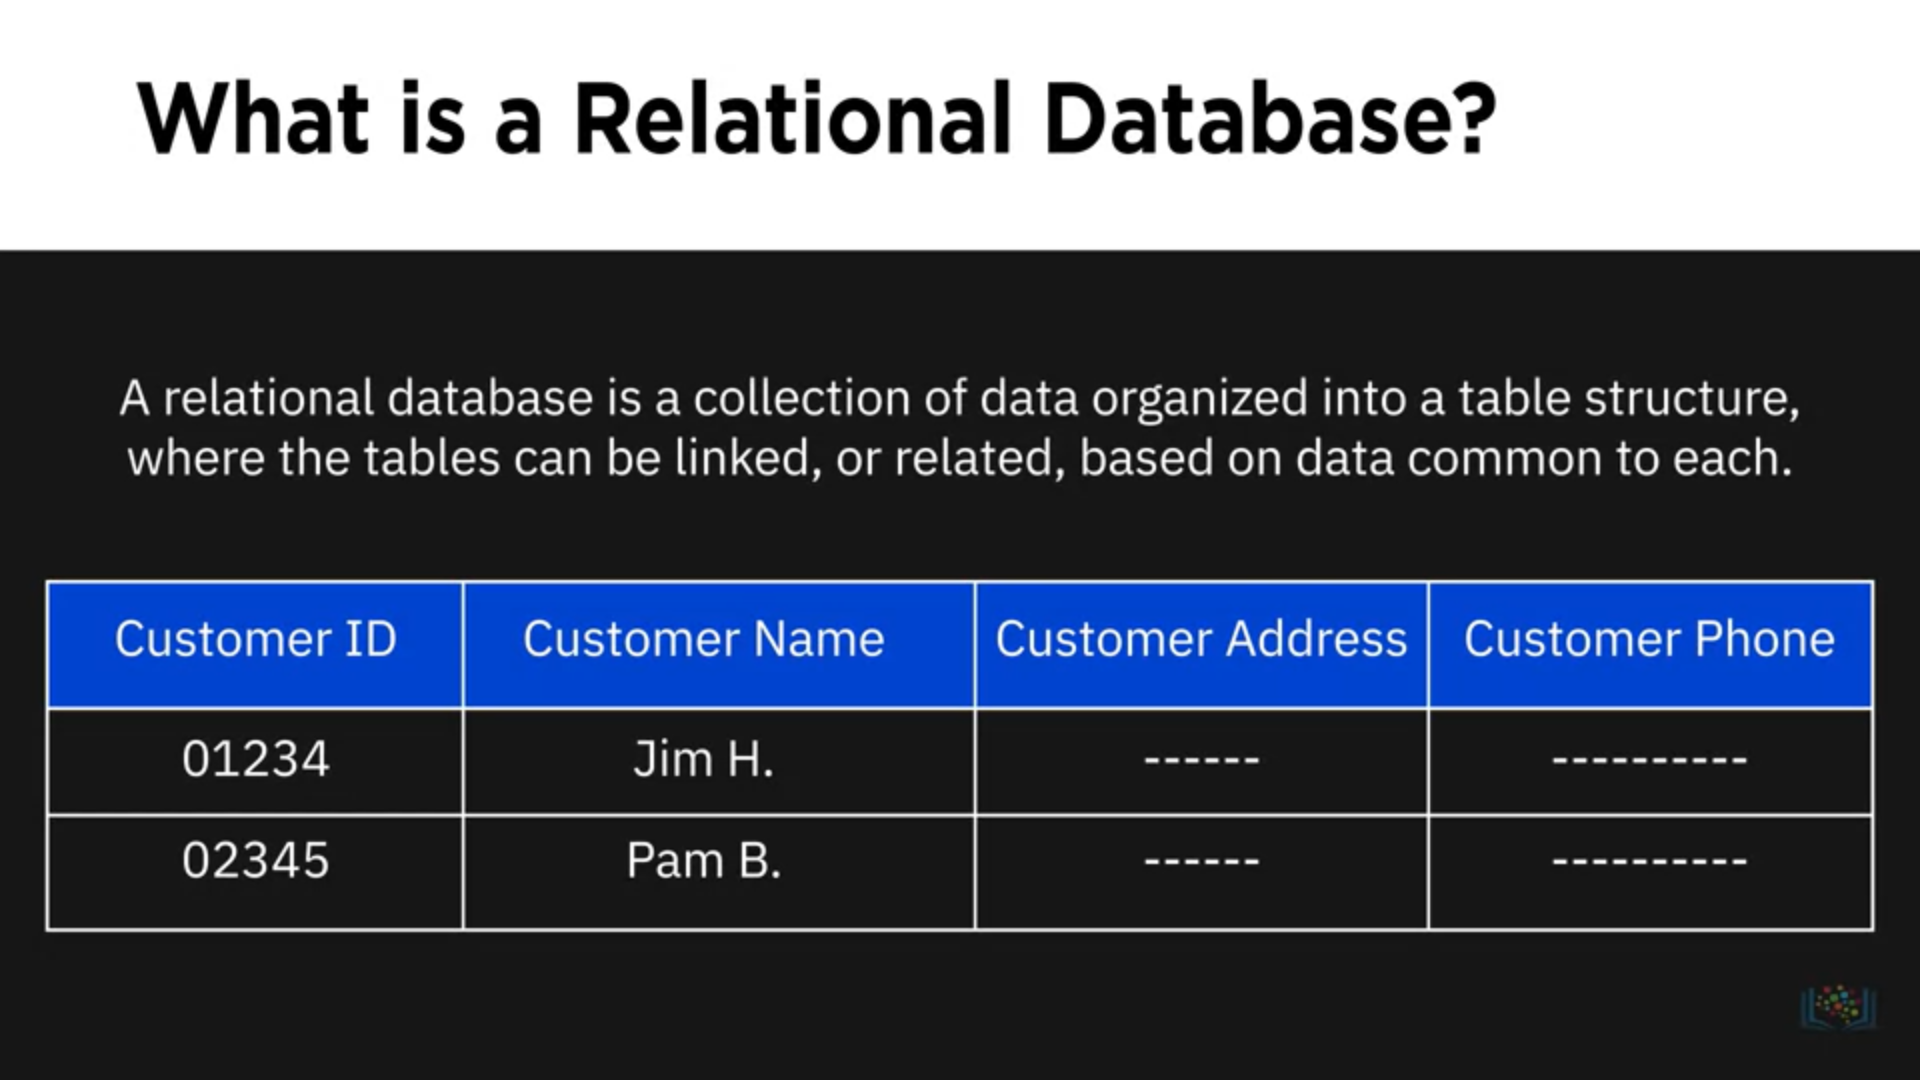 What is a Relational Database?
A relational database is a collection of data organized into a table structure,
where the tables can be linked, or related, based on data common to each.
Customer ID Customer Name Customer Address Customer Phone
01234 Jim H. ------ ----------
02345 Pam B. ------ ----------